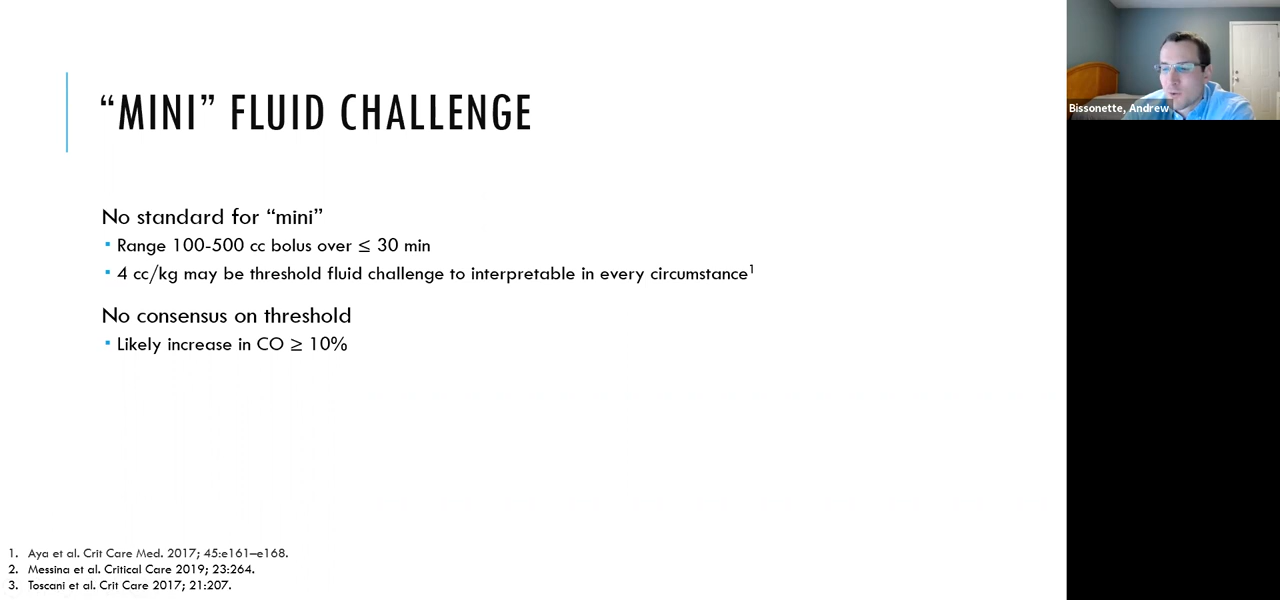 "MINI" FLUID CHALLENGE
No standard for "mini"
▪ Range 100-500 cc bolus over ≤ 30 min
▪ 4 cc/kg may be threshold fluid challenge to interpretable in every circumstance1
No consensus on threshold
▪ Likely increase in CO ≥ 10%
1. Aya et al. Crit Care Med. 2017; 45:e161–e168.
2. Messina et al. Critical Care 2019; 23:264.
3. Toscani et al. Crit Care 2017; 21:207.
Bissonette, Andrew